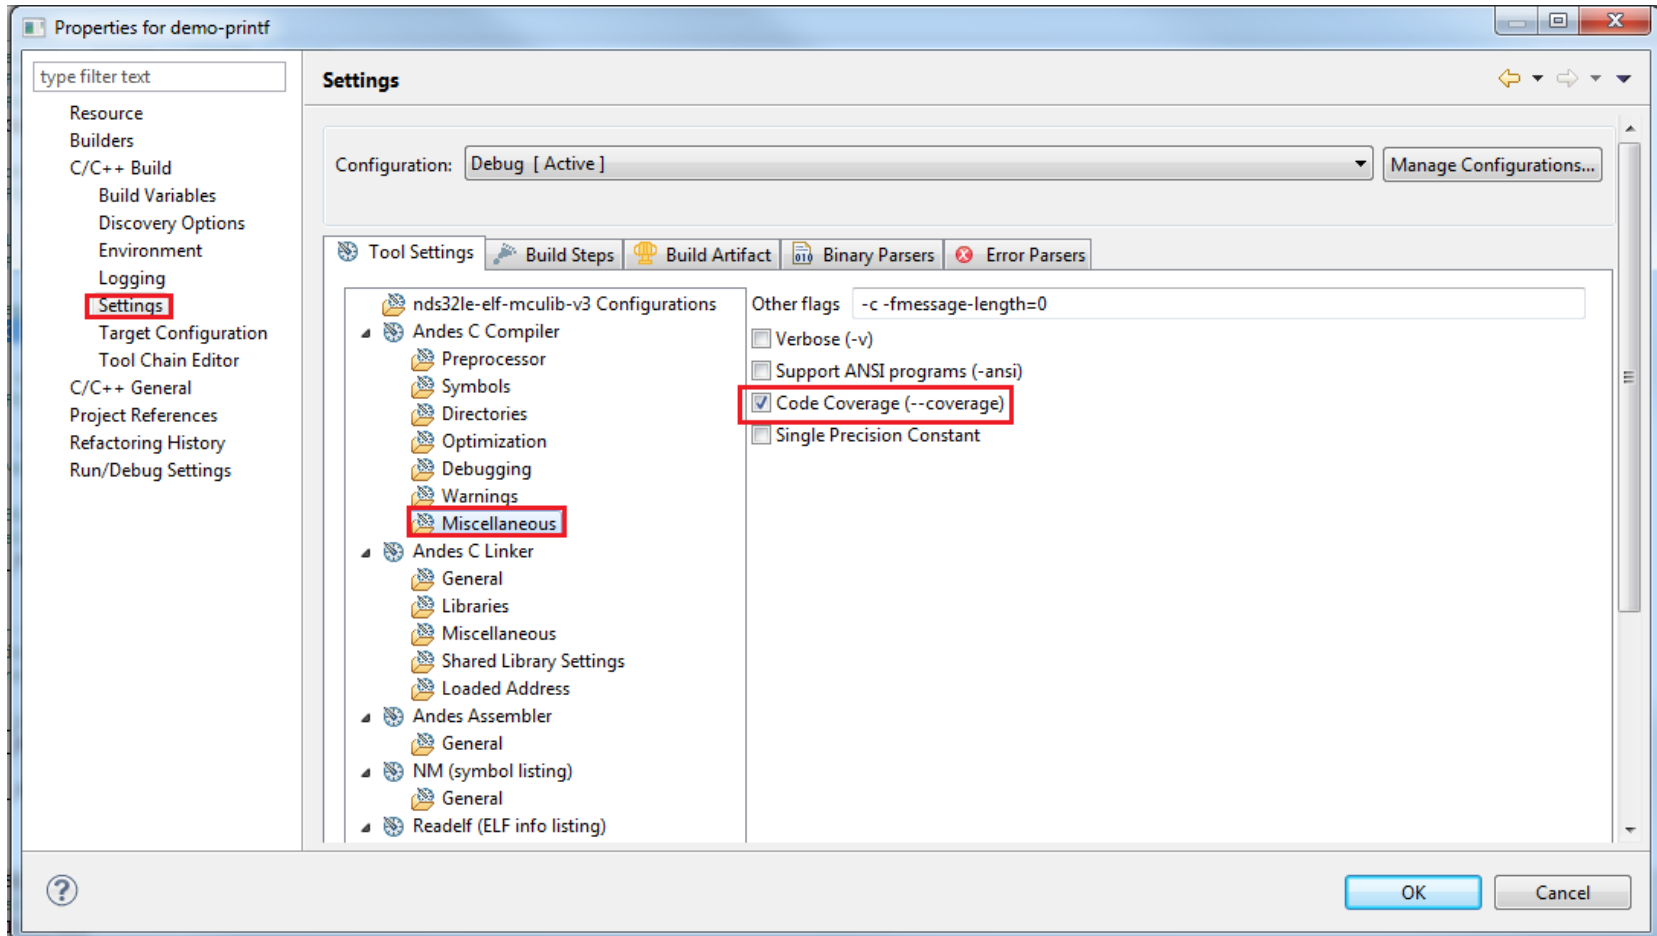 Properties for demo-printf
type filter text
Resource
Builders
C/C++ Build
Build Variables
Discovery Options
Environment
Logging
Settings
Target Configuration
Tool Chain Editor
C/C++ General
Project References
Refactoring History
Run/Debug Settings
Settings
Configuration: Debug [ Active ] Manage Configurations...
Tool Settings Build Steps Build Artifact Binary Parsers Error Parsers
nds32le-elf-mculib-v3 Configurations
Andes C Compiler
Preprocessor
Symbols
Directories
Optimization
Debugging
Warnings
Miscellaneous
Andes C Linker
General
Libraries
Miscellaneous
Shared Library Settings
Loaded Address
Andes Assembler
General
NM (symbol listing)
General
Readelf (ELF info listing)
Other flags -c -fmessage-length=0
Verbose (-v)
Support ANSI programs (-ansi)
Code Coverage (--coverage)
Single Precision Constant
OK Cancel